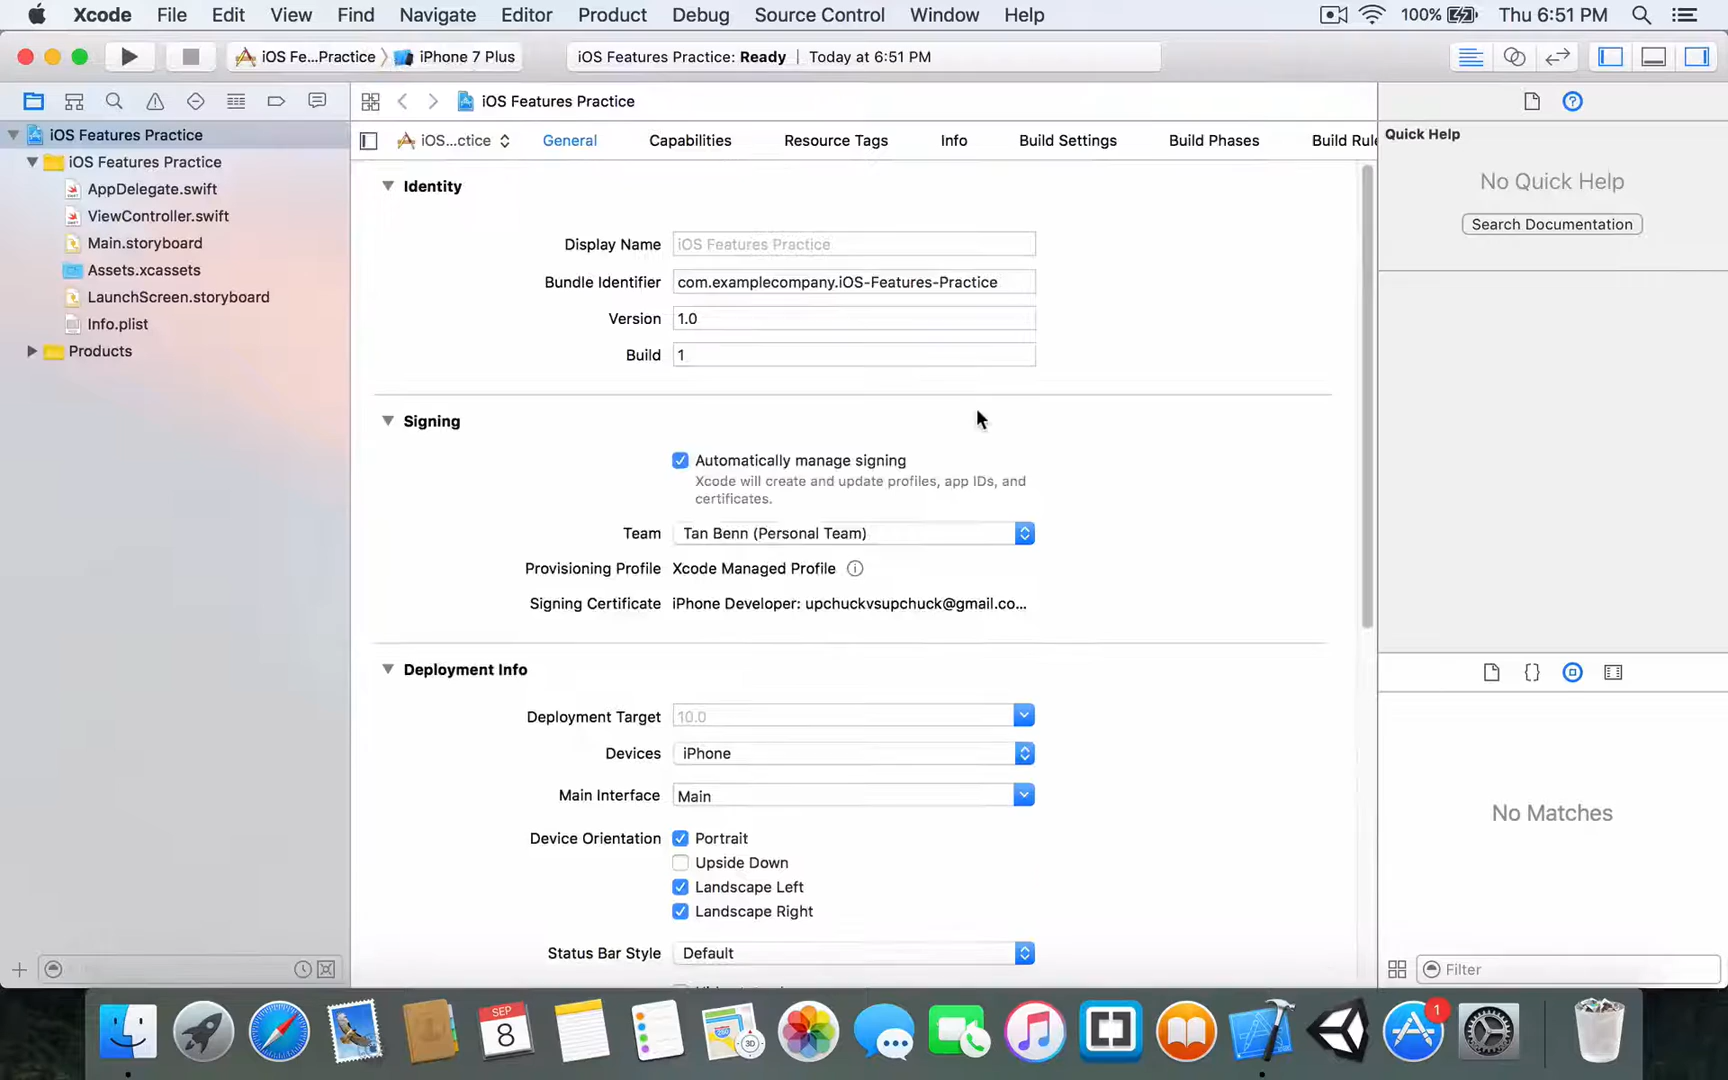 Xcode File Edit View Find Navigate Editor Product Debug Source Control Window Help 100% Thu 6:51 PM
iOS Fe...Practice iPhone 7 Plus iOS Features Practice: Ready | Today at 6:51 PM
iOS Features Practice
iOS...ctice General Capabilities Resource Tags Info Build Settings Build Phases Build Rule
iOS Features Practice
iOS Features Practice
AppDelegate.swift
ViewController.swift
Main.storyboard
Assets.xcassets
LaunchScreen.storyboard
Info.plist
Products
Identity
Display Name iOS Features Practice
Bundle Identifier com.examplecompany.iOS-Features-Practice
Version 1.0
Build 1
Signing
Automatically manage signing
Xcode will create and update profiles, app IDs, and
certificates.
Team Tan Benn (Personal Team)
Provisioning Profile Xcode Managed Profile
Signing Certificate iPhone Developer: upchuckvsupchuck@gmail.co...
Deployment Info
Deployment Target 10.0
Devices iPhone
Main Interface Main
Device Orientation Portrait
Upside Down
Landscape Left
Landscape Right
Status Bar Style Default
Quick Help
No Quick Help
Search Documentation
{}
No Matches
Filter
SEP
8
3D
1